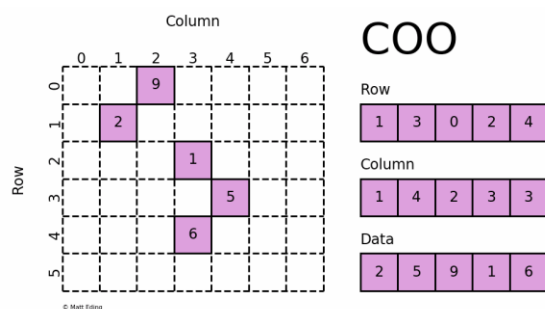 Column
COO
0 1 2 3 4 5 6
0 9
1 2
2 1
3 5
4 6
5
Row
Row
1 3 0 2 4
Column
1 4 2 3 3
Data
2 5 9 1 6
© Matt Eding